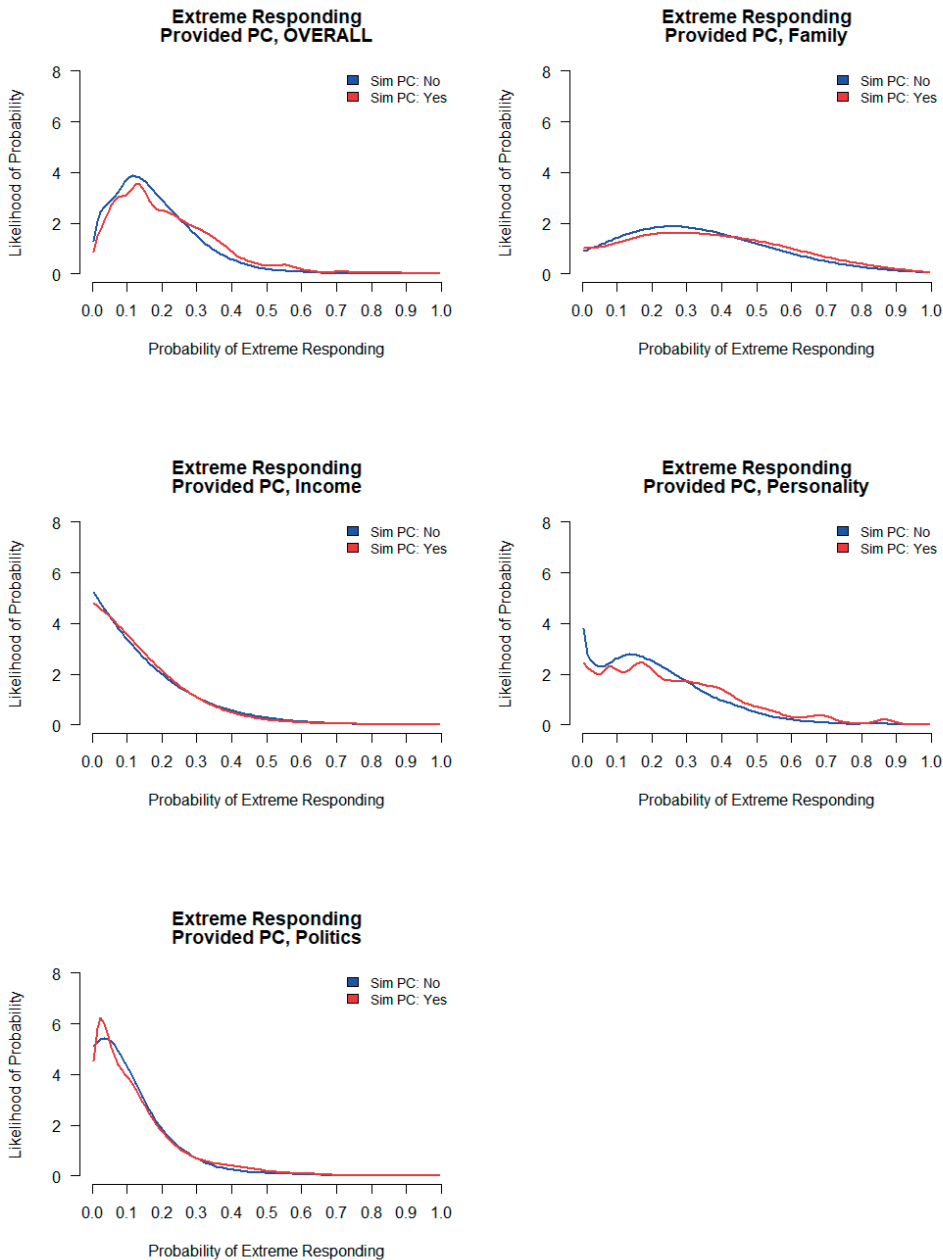 Extreme Responding
Provided PC, OVERALL
8
6
4
2
0
Likelihood of Probability
Sim PC: No
Sim PC: Yes
0.0 0.1 0.2 0.3 0.4 0.5 0.6 0.7 0.8 0.9 1.0
Probability of Extreme Responding
Extreme Responding
Provided PC, Family
8
6
4
2
0
Likelihood of Probability
Sim PC: No
Sim PC: Yes
0.0 0.1 0.2 0.3 0.4 0.5 0.6 0.7 0.8 0.9 1.0
Probability of Extreme Responding
Extreme Responding
Provided PC, Income
8
6
4
2
0
Likelihood of Probability
Sim PC: No
Sim PC: Yes
0.0 0.1 0.2 0.3 0.4 0.5 0.6 0.7 0.8 0.9 1.0
Probability of Extreme Responding
Extreme Responding
Provided PC, Personality
8
6
4
2
0
Likelihood of Probability
Sim PC: No
Sim PC: Yes
0.0 0.1 0.2 0.3 0.4 0.5 0.6 0.7 0.8 0.9 1.0
Probability of Extreme Responding
Extreme Responding
Provided PC, Politics
8
6
4
2
0
Likelihood of Probability
Sim PC: No
Sim PC: Yes
0.0 0.1 0.2 0.3 0.4 0.5 0.6 0.7 0.8 0.9 1.0
Probability of Extreme Responding